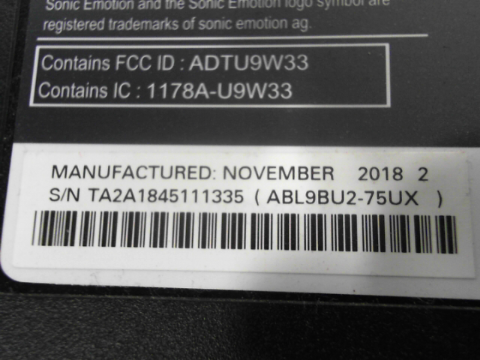 Sonic Emotion and the Sonic Emotion logo symbol are
registered trademarks of sonic emotion ag.
Contains FCC ID : ADTU9W33
Contains IC : 1178A-U9W33
MANUFACTURED: NOVEMBER 2018 2
S/N TA2A1845111335 ( ABL9BU2-75UX )